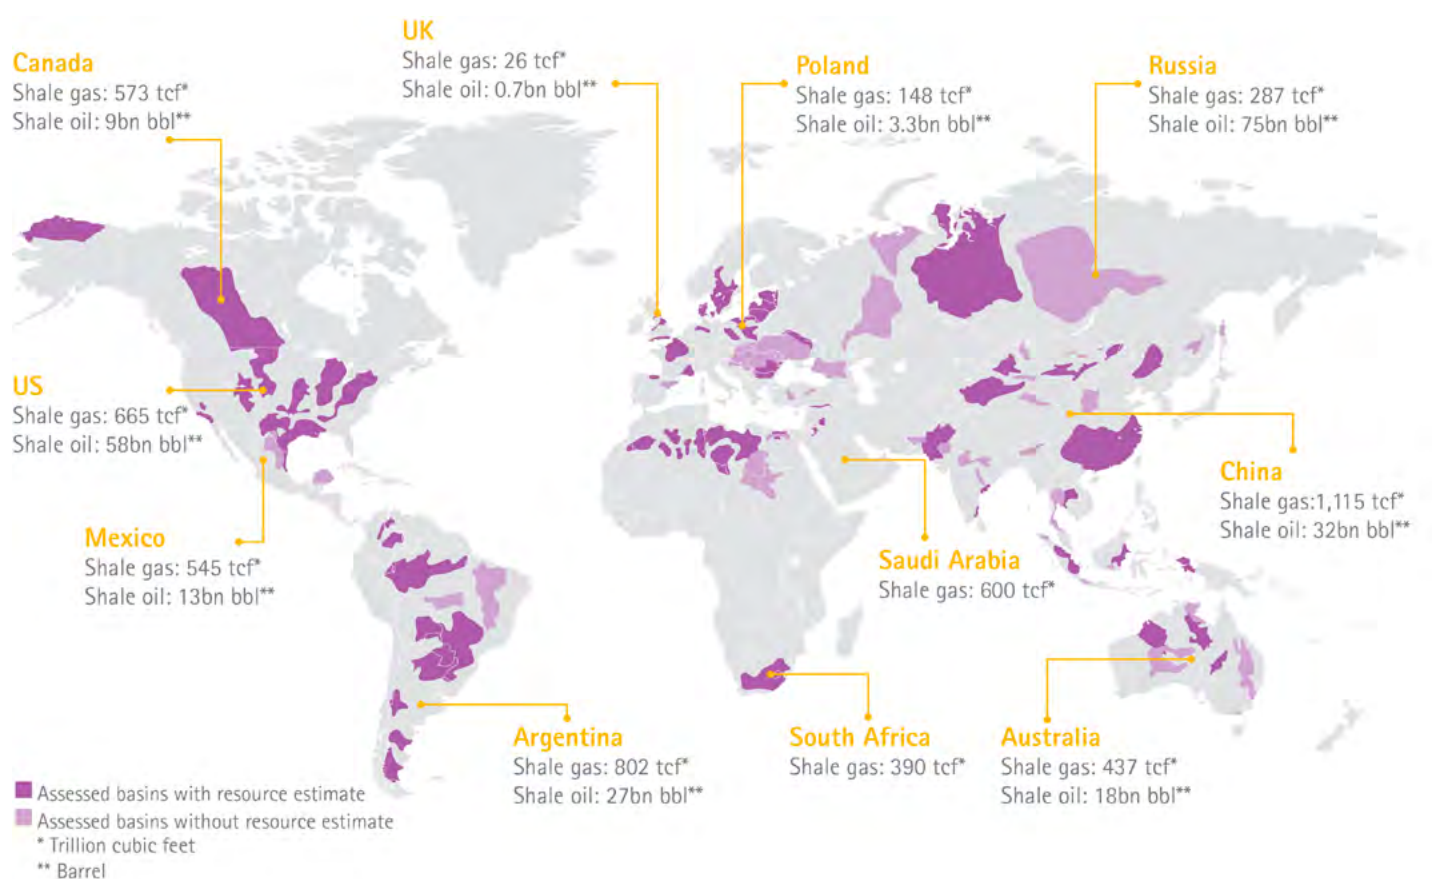 UK
Shale gas: 26 tcf*
Shale oil: 0.7bn bbl**
Canada
Shale gas: 573 tcf*
Shale oil: 9bn bbl**
Poland
Shale gas: 148 tcf*
Shale oil: 3.3bn bbl**
Russia
Shale gas: 287 tcf*
Shale oil: 75bn bbl**
US
Shale gas: 665 tcf*
Shale oil: 58bn bbl**
China
Shale gas:1,115 tcf*
Shale oil: 32bn bbl**
Mexico
Shale gas: 545 tcf*
Shale oil: 13bn bbl**
Saudi Arabia
Shale gas: 600 tcf*
Argentina
Shale gas: 802 tcf*
Shale oil: 27bn bbl**
South Africa
Shale gas: 390 tcf*
Australia
Shale gas: 437 tcf*
Shale oil: 18bn bbl**
Assessed basins with resource estimate
Assessed basins without resource estimate
* Trillion cubic feet
** Barrel